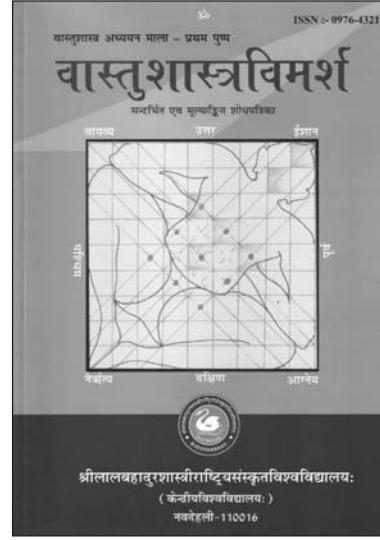 ॐ
ISSN :- 0976-4321
वास्तुशास्त्र अध्ययन माला - प्रथम पुष्प
वास्तुशास्त्रविमर्श
सन्दर्भित एवं मूल्याङ्कित शोधपत्रिका
वायव्य उत्तर ईशान
पश्चिम पूर्व
नैऋत्य दक्षिण आग्नेय
श्रीलालबहादुरशास्त्रीराष्ट्रियसंस्कृतविश्वविद्यालयः
( केन्द्रीयविश्वविद्यालयः )
नवदेहली-110016